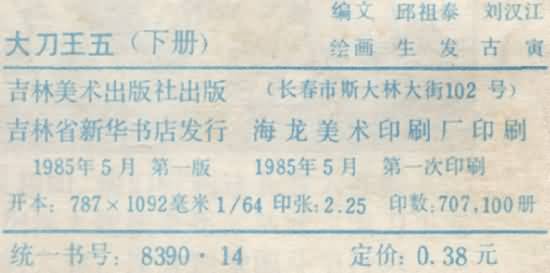 编文 邱祖泰 刘汉江
大刀王五（下册） 绘画 生发 古寅
吉林美术出版社出版 （长春市斯大林大街102号）
吉林省新华书店发行 海龙美术印刷厂印刷
1985年5月 第一版 1985年5月 第一次印刷
开本：787×1092毫米1/64 印张：2.25 印数：707,100册
统一书号：8390·14 定价：0.38元